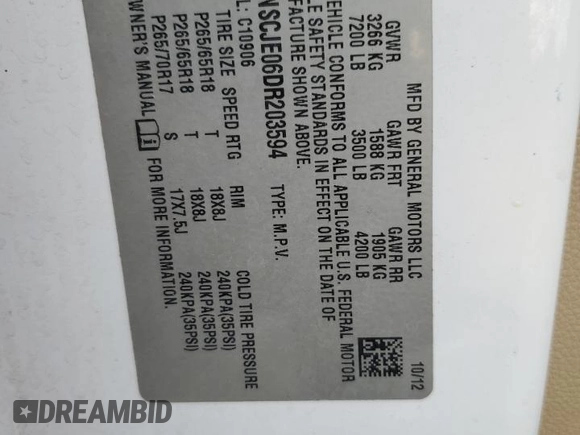 MFD BY GENERAL MOTORS LLC
10/12
GVWR GAWR FRT GAWR RR
3266 KG 1588 KG 1905 KG
7200 LB 3500 LB 4200 LB
VEHICLE CONFORMS TO ALL APPLICABLE U.S. FEDERAL MOTOR
LE SAFETY STANDARDS IN EFFECT ON THE DATE OF
FACTURE SHOWN ABOVE.
NSCJE06DR203594 TYPE: M.P.V.
L: C10906
TIRE SIZE SPEED RTG RIM COLD TIRE PRESSURE
P265/65R18 T 18X8J 240KPA(35PSI)
P265/65R18 T 18X8J 240KPA(35PSI)
P265/70R17 S 17X7.5J 240KPA(35PSI)
WNER'S MANUAL FOR MORE INFORMATION.
DREAMBID